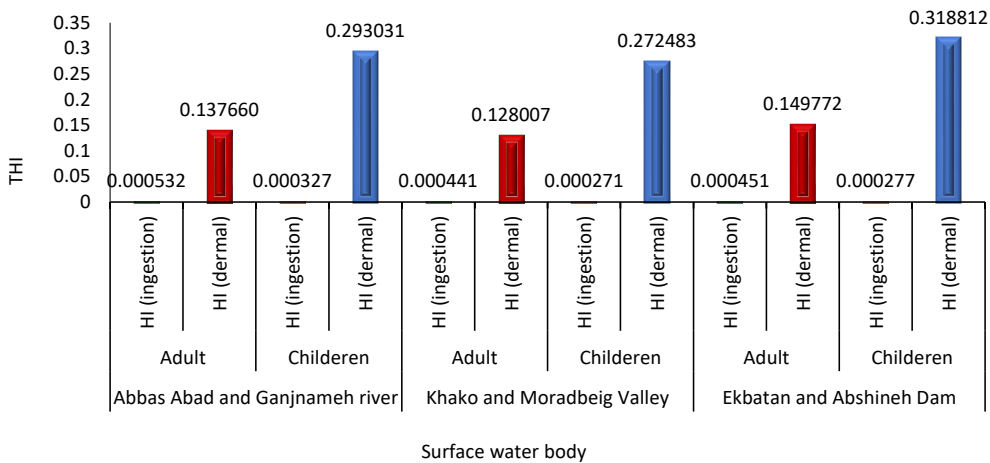 0.35
0.3
0.25
0.2
0.15
0.1
0.05
0
THI
0.000532
0.137660
0.000327
0.293031
0.000441
0.128007
0.000271
0.272483
0.000451
0.149772
0.000277
0.318812
HI (ingestion)
HI (dermal)
HI (ingestion)
HI (dermal)
HI (ingestion)
HI (dermal)
HI (ingestion)
HI (dermal)
HI (ingestion)
HI (dermal)
HI (ingestion)
HI (dermal)
Adult
Childeren
Adult
Childeren
Adult
Childeren
Abbas Abad and Ganjnameh river
Khako and Moradbeig Valley
Ekbatan and Abshineh Dam
Surface water body